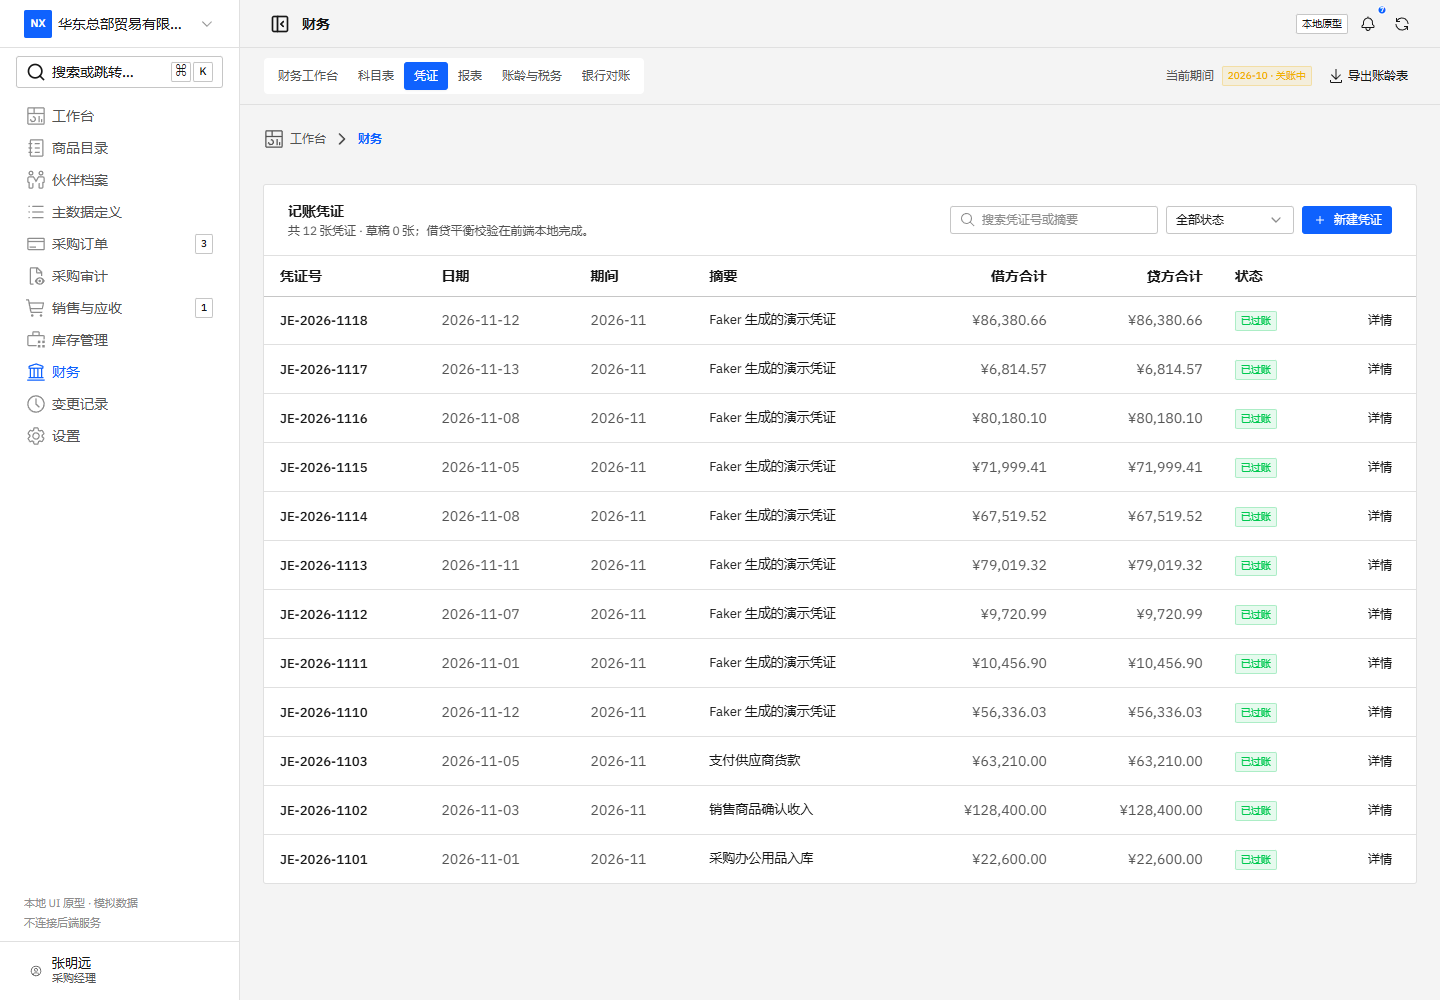 NX 华东总部贸易有限...
搜索或跳转... ⌘ K
工作台
商品目录
伙伴档案
主数据定义
采购订单 3
采购审计
销售与应收 1
库存管理
财务
变更记录
设置
本地 UI 原型 · 模拟数据
不连接后端服务
张明远
采购经理
财务
本地原型
?
财务工作台 科目表 凭证 报表 账龄与税务 银行对账
当前期间 2026-10 · 关账中 导出账龄表
工作台 > 财务
记账凭证
共 12 张凭证 · 草稿 0 张；借贷平衡校验在前端本地完成。
搜索凭证号或摘要 全部状态 + 新建凭证
凭证号 日期 期间 摘要 借方合计 贷方合计 状态
JE-2026-1118 2026-11-12 2026-11 Faker 生成的演示凭证 ¥86,380.66 ¥86,380.66 已过账 详情
JE-2026-1117 2026-11-13 2026-11 Faker 生成的演示凭证 ¥6,814.57 ¥6,814.57 已过账 详情
JE-2026-1116 2026-11-08 2026-11 Faker 生成的演示凭证 ¥80,180.10 ¥80,180.10 已过账 详情
JE-2026-1115 2026-11-05 2026-11 Faker 生成的演示凭证 ¥71,999.41 ¥71,999.41 已过账 详情
JE-2026-1114 2026-11-08 2026-11 Faker 生成的演示凭证 ¥67,519.52 ¥67,519.52 已过账 详情
JE-2026-1113 2026-11-11 2026-11 Faker 生成的演示凭证 ¥79,019.32 ¥79,019.32 已过账 详情
JE-2026-1112 2026-11-07 2026-11 Faker 生成的演示凭证 ¥9,720.99 ¥9,720.99 已过账 详情
JE-2026-1111 2026-11-01 2026-11 Faker 生成的演示凭证 ¥10,456.90 ¥10,456.90 已过账 详情
JE-2026-1110 2026-11-12 2026-11 Faker 生成的演示凭证 ¥56,336.03 ¥56,336.03 已过账 详情
JE-2026-1103 2026-11-05 2026-11 支付供应商货款 ¥63,210.00 ¥63,210.00 已过账 详情
JE-2026-1102 2026-11-03 2026-11 销售商品确认收入 ¥128,400.00 ¥128,400.00 已过账 详情
JE-2026-1101 2026-11-01 2026-11 采购办公用品入库 ¥22,600.00 ¥22,600.00 已过账 详情